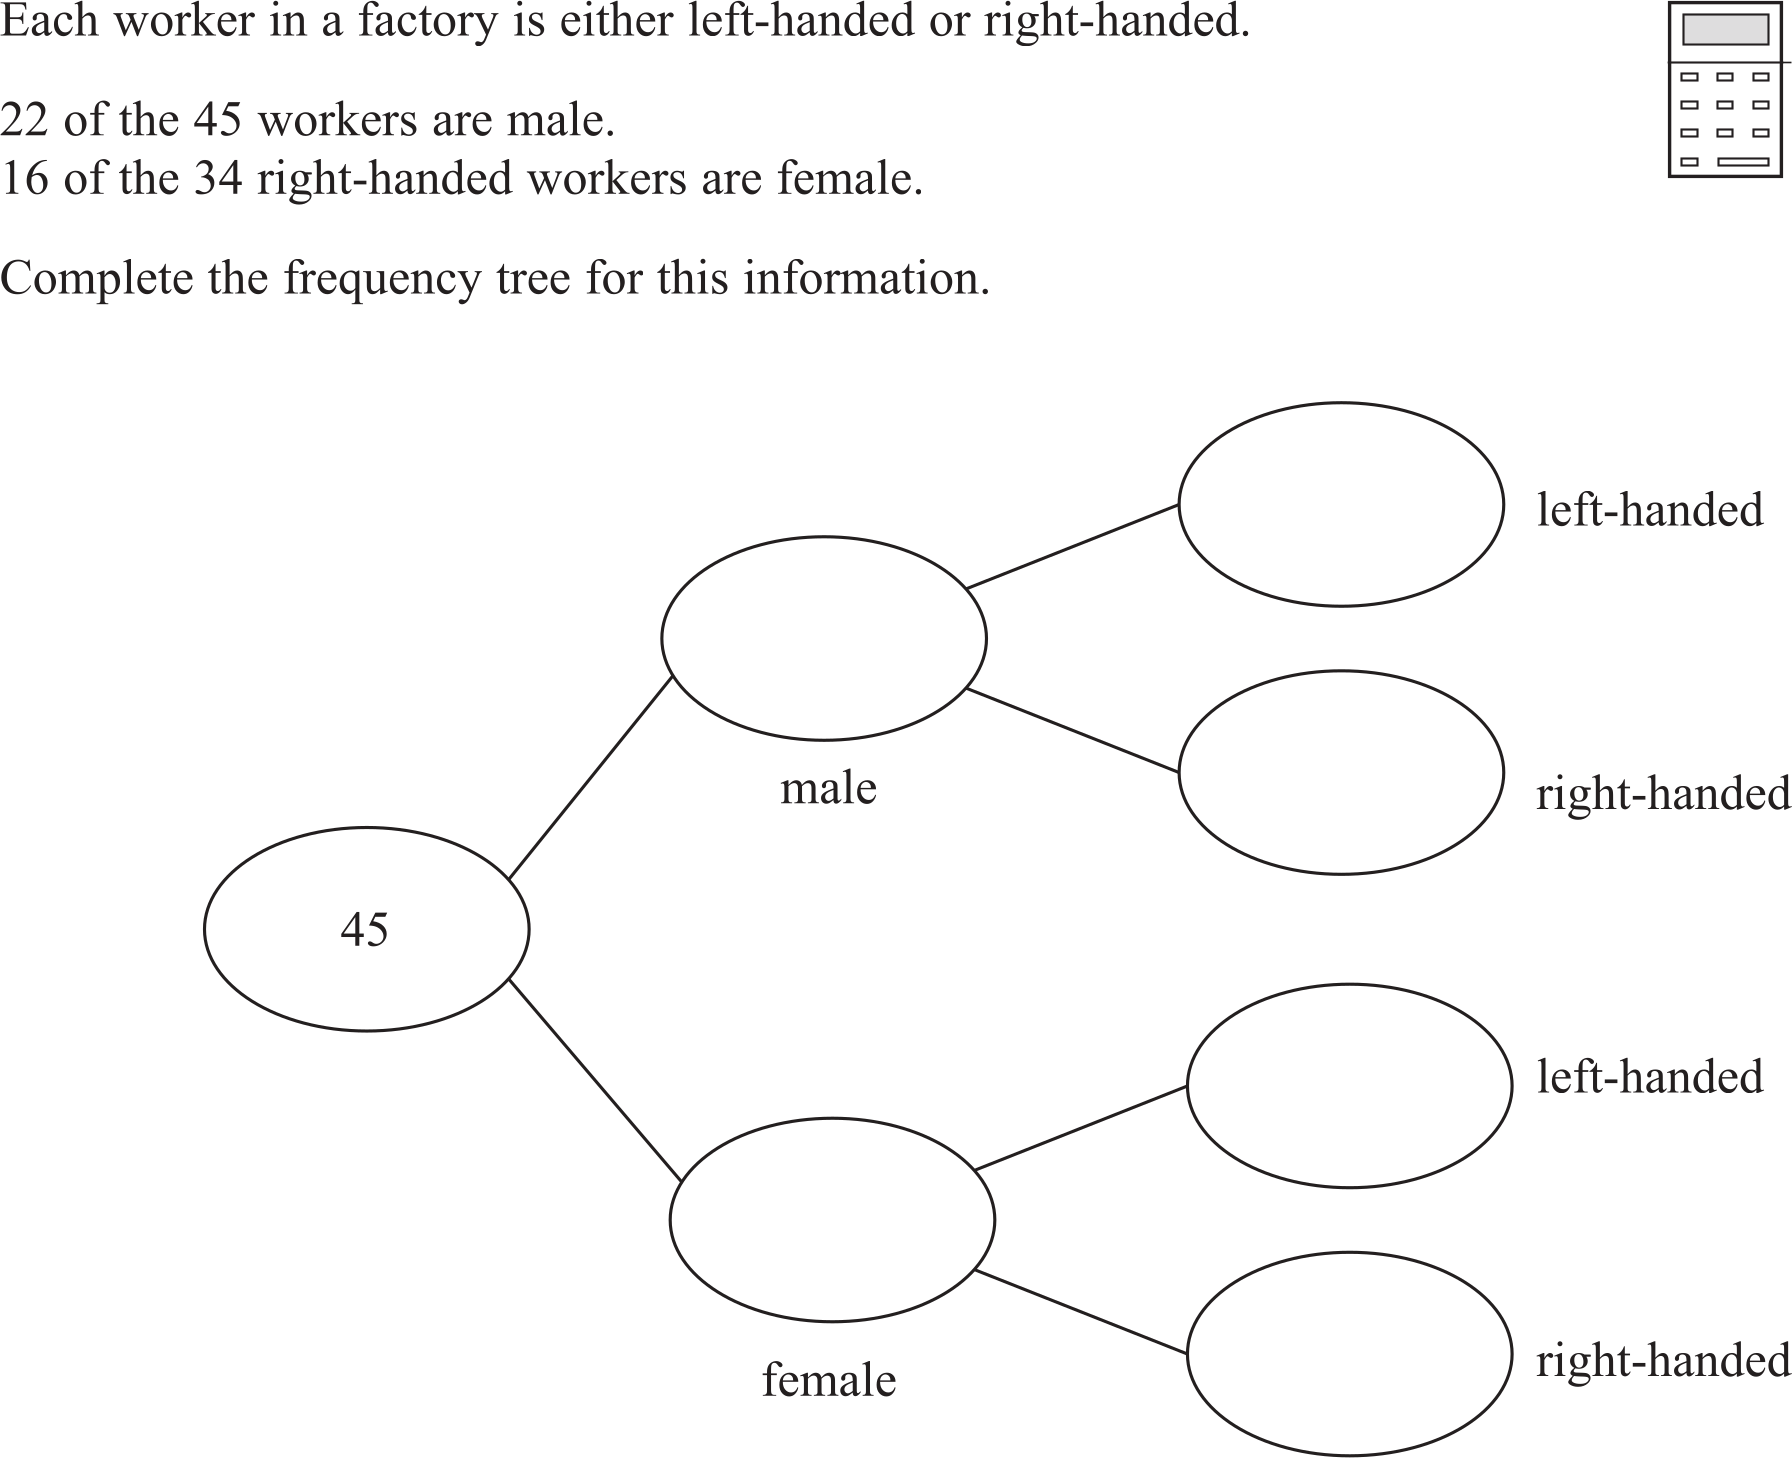 Each worker in a factory is either left-handed or right-handed.
22 of the 45 workers are male.
16 of the 34 right-handed workers are female.
Complete the frequency tree for this information.
left-handed
male
right-handed
45
left-handed
female
right-handed